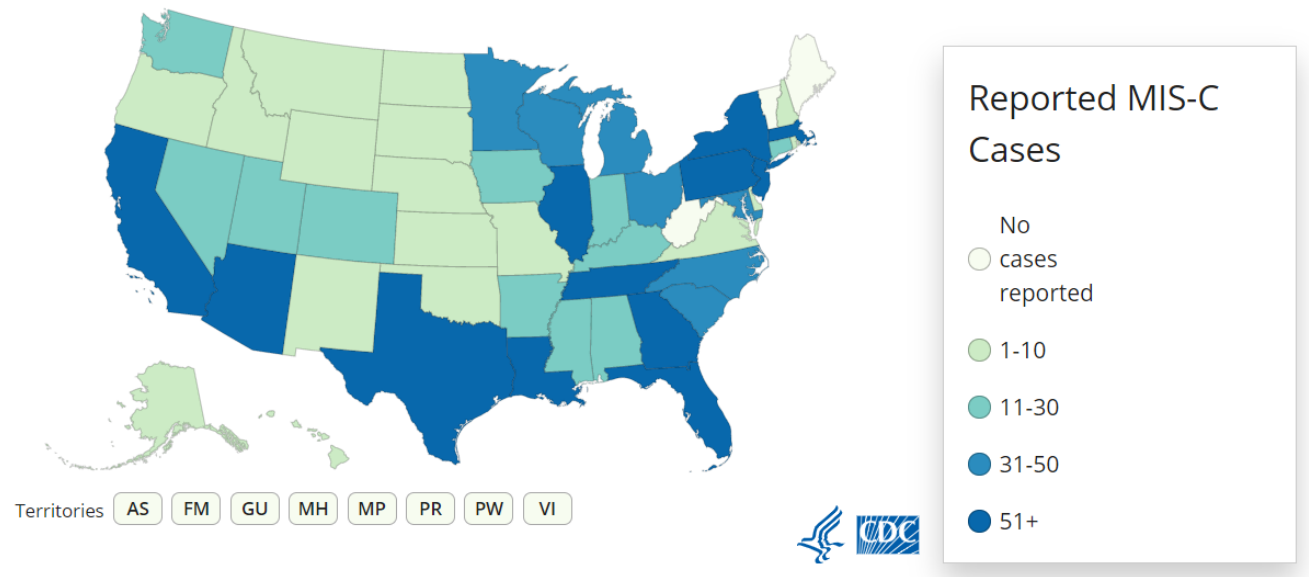 Reported MIS-C
Cases
No
cases
reported
1-10
11-30
31-50
51+
Territories AS FM GU MH MP PR PW VI
CDC